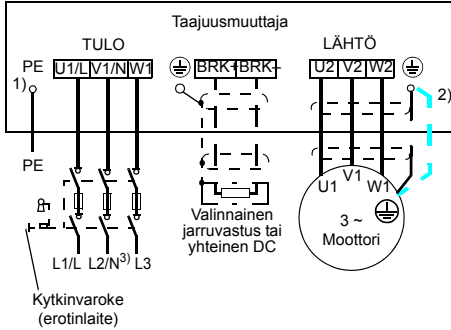 Taajuusmuuttaja
TULO
LÄHTÖ
PE U1/L V1/N W1 BRK+ BRK- U2 V2 W2
1)
2)
PE
U1 V1 W1
3 ~
Moottori
Valinnainen
jarruvastus tai
yhteinen DC
L1/L L2/N 3) L3
Kytkinvaroke
(erotinlaite)